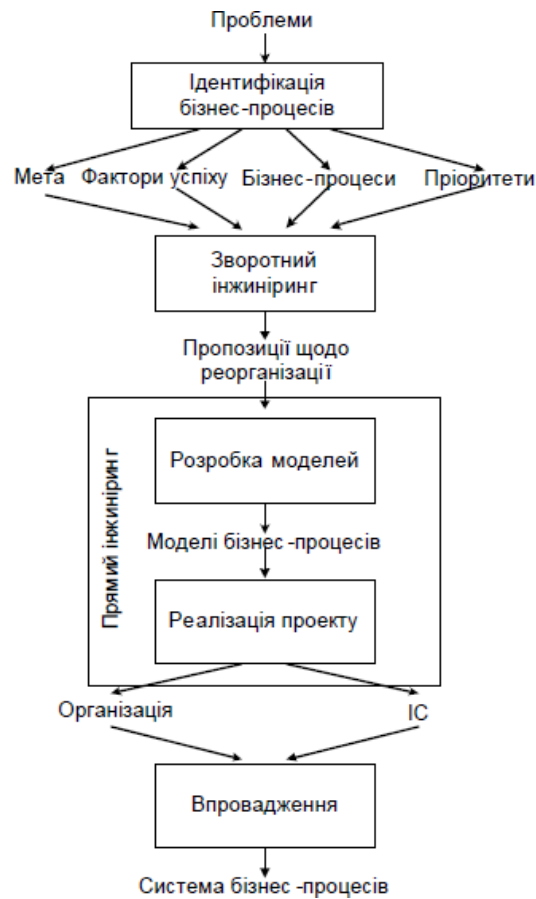 Проблеми
Ідентифікація
бізнес-процесів
Мета Фактори успіху Бізнес-процеси Пріоритети
Зворотний
інжиніринг
Пропозиції щодо
реорганізації
Прямий інжиніринг
Розробка моделей
Моделі бізнес-процесів
Реалізація проекту
Організація ІС
Впровадження
Система бізнес-процесів